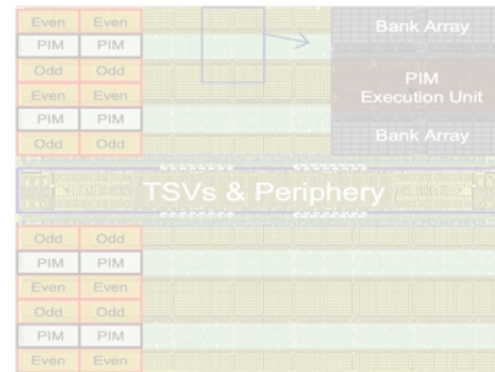 Even Even
PIM PIM
Odd Odd
Even Even
PIM PIM
Odd Odd
Bank Array
PIM
Execution Unit
Bank Array
TSVs & Periphery
Odd Odd
PIM PIM
Even Even
Odd Odd
PIM PIM
Even Even